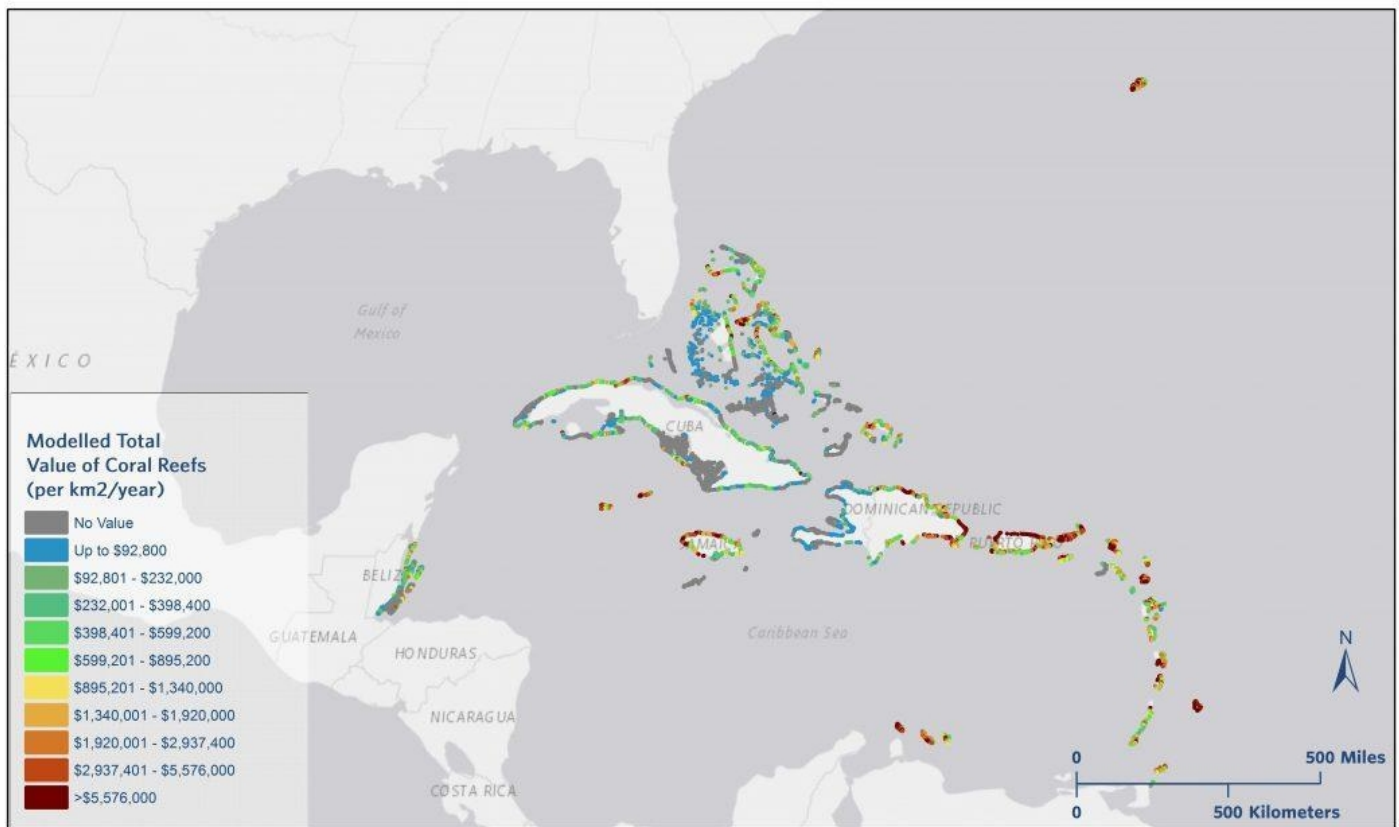 Gulf of
Mexico
ÉXICO
CUBA
Modelled Total
Value of Coral Reefs
(per km2/year)
No Value
Up to $92,800
$92,801 - $232,000
$232,001 - $398,400
$398,401 - $599,200
$599,201 - $895,200
$895,201 - $1,340,000
$1,340,001 - $1,920,000
$1,920,001 - $2,937,400
$2,937,401 - $5,576,000
>$5,576,000
DOMINICAN REPUBLIC
JAMAICA
PUERTO RICO
BELIZ
GUATEMALA
HONDURAS
Caribbean Sea
NICARAGUA
COSTA RICA
N
0 500 Miles
0 500 Kilometers